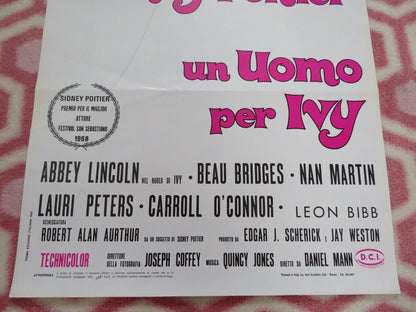 Sidney Poitier
un Uomo
per Ivy
SIDNEY POITIER
PREMIO PER IL MIGLIOR
ATTORE
FESTIVAL SAN SEBASTIANO
1968
ABBEY LINCOLN NEL RUOLO DI IVY • BEAU BRIDGES • NAN MARTIN
LAURI PETERS • CARROLL O'CONNOR • LEON BIBB
SCENEGGIATURA
ROBERT ALAN AURTHUR DA UN SOGGETTO DI SIDNEY POITIER PRODOTTO DA EDGAR J. SCHERICK E JAY WESTON
TECHNICOLOR DIRETTORE DELLA FOTOGRAFIA JOSEPH COFFEY MUSICA QUINCY JONES DIRETTO DA DANIEL MANN D.C.I.
AVVERTENZA